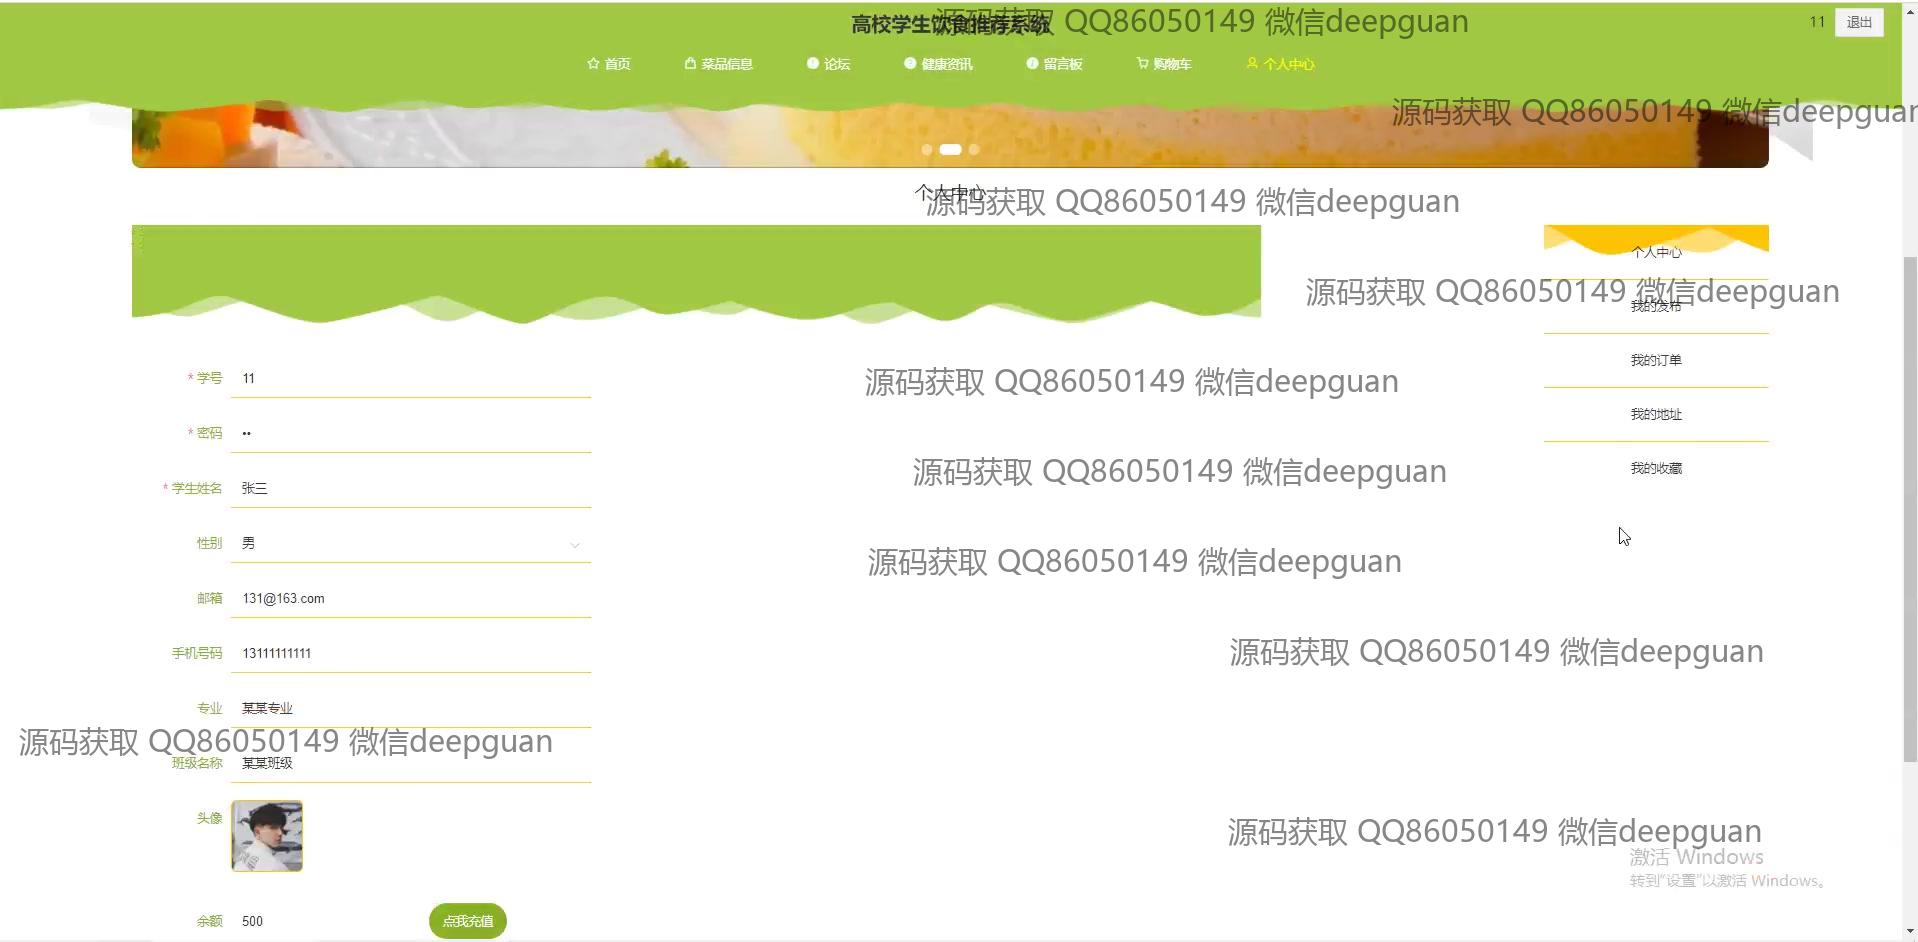 高校学生饮食推荐系统
源码获取 QQ86050149 微信deepguan
11 退出
首页 菜品信息 论坛 健康资讯 留言板 购物车 个人中心
源码获取 QQ86050149 微信deepguan
个人中心
源码获取 QQ86050149 微信deepguan
个人中心
源码获取 QQ86050149 微信deepguan
我的发布
我的订单
* 学号 11
源码获取 QQ86050149 微信deepguan
我的地址
* 密码 ••
源码获取 QQ86050149 微信deepguan
我的收藏
* 学生姓名 张三
性别 男
源码获取 QQ86050149 微信deepguan
邮箱 131@163.com
手机号码 13111111111
源码获取 QQ86050149 微信deepguan
专业 某某专业
源码获取 QQ86050149 微信deepguan
班级名称 某某班级
头像
源码获取 QQ86050149 微信deepguan
激活 Windows
转到“设置”以激活 Windows。
余额 500 点我充值